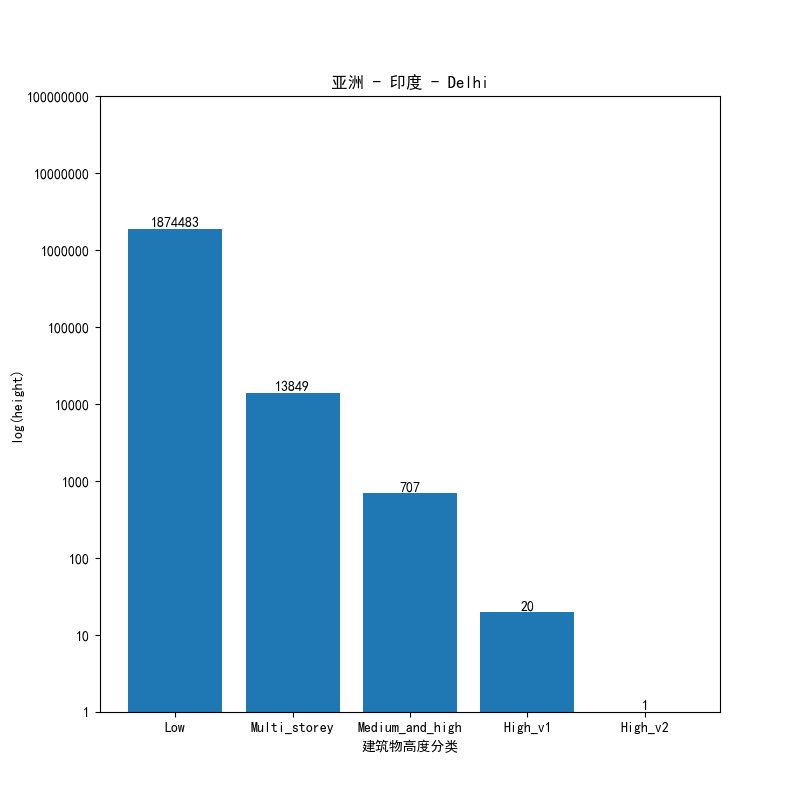 亚洲 - 印度 - Delhi
100000000
10000000
1000000
100000
10000
1000
100
10
1
log(height)
1874483
13849
707
20
1
Low
Multi_storey
Medium_and_high
High_v1
High_v2
建筑物高度分类